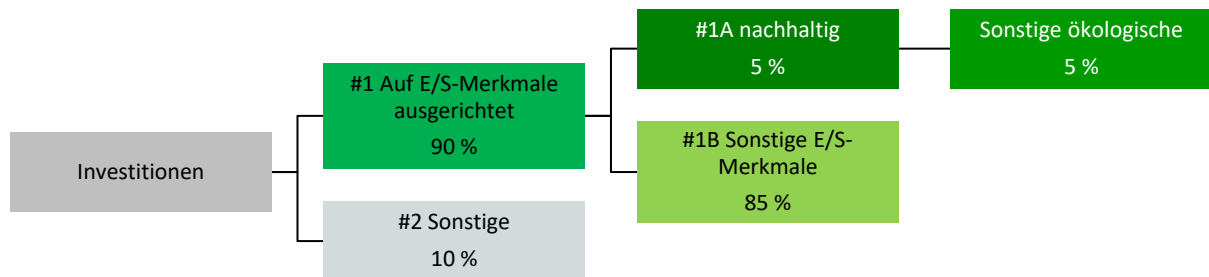 Investitionen
#1 Auf E/S-Merkmale
ausgerichtet
90 %
#2 Sonstige
10 %
#1A nachhaltig
5 %
#1B Sonstige E/S-
Merkmale
85 %
Sonstige ökologische
5 %